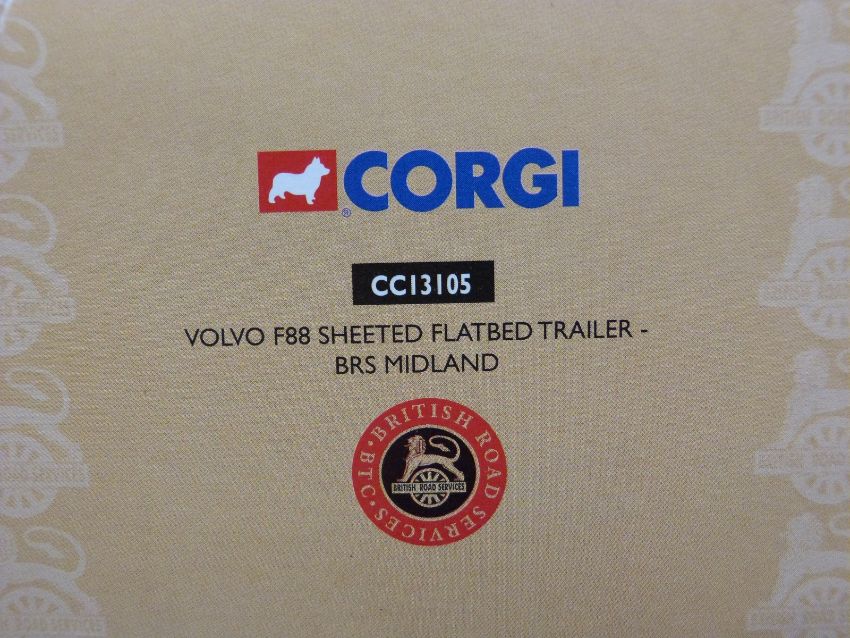 CORGI
®
CC13105
VOLVO F88 SHEETED FLATBED TRAILER -
BRS MIDLAND
BRITISH ROAD SERVICES · B·T·C ·
BRITISH ROAD SERVICES